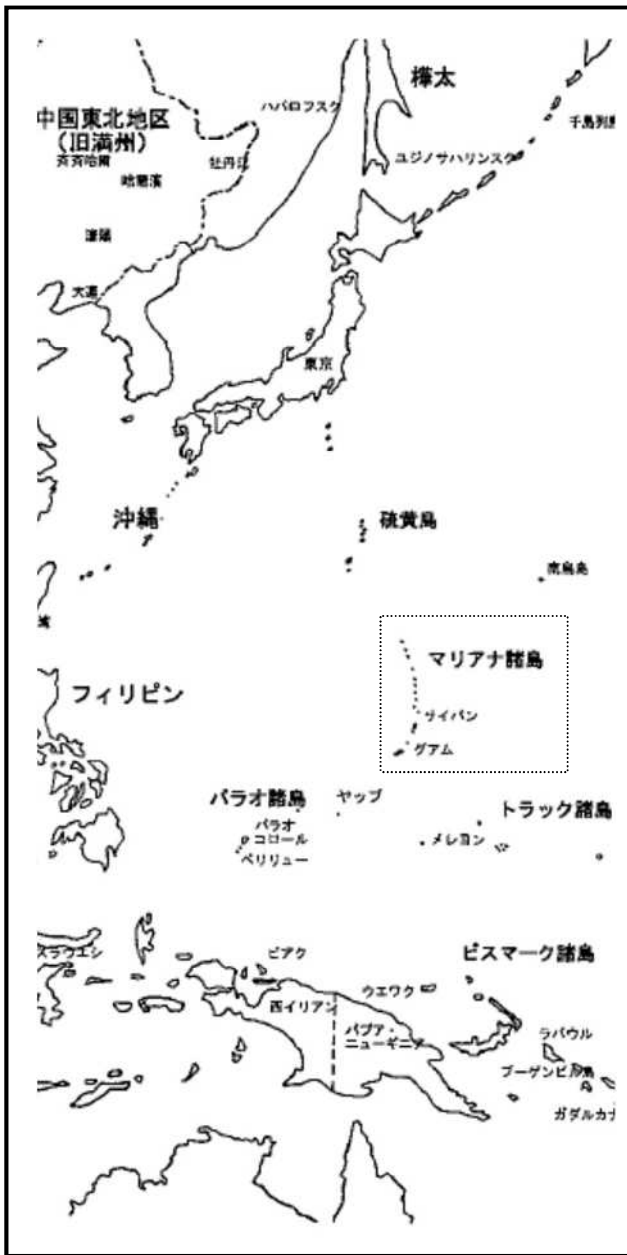 樺太
ハバロフスク
千島列島
中国東北地区
（旧満州）
斉斉哈爾
牡丹江
ユジノサハリンスク
哈爾濱
瀋陽
大連
東京
沖縄
硫黄島
南鳥島
湾
マリアナ諸島
フィリピン
サイパン
グアム
パラオ諸島
ヤップ
トラック諸島
パラオ
コロール
メレヨン
ペリリュー
スラウエシ
ビアク
ビスマーク諸島
ウエワク
西イリアン
パプア・
ニューギニア
ラバウル
ブーゲンビル島
ガダルカナ